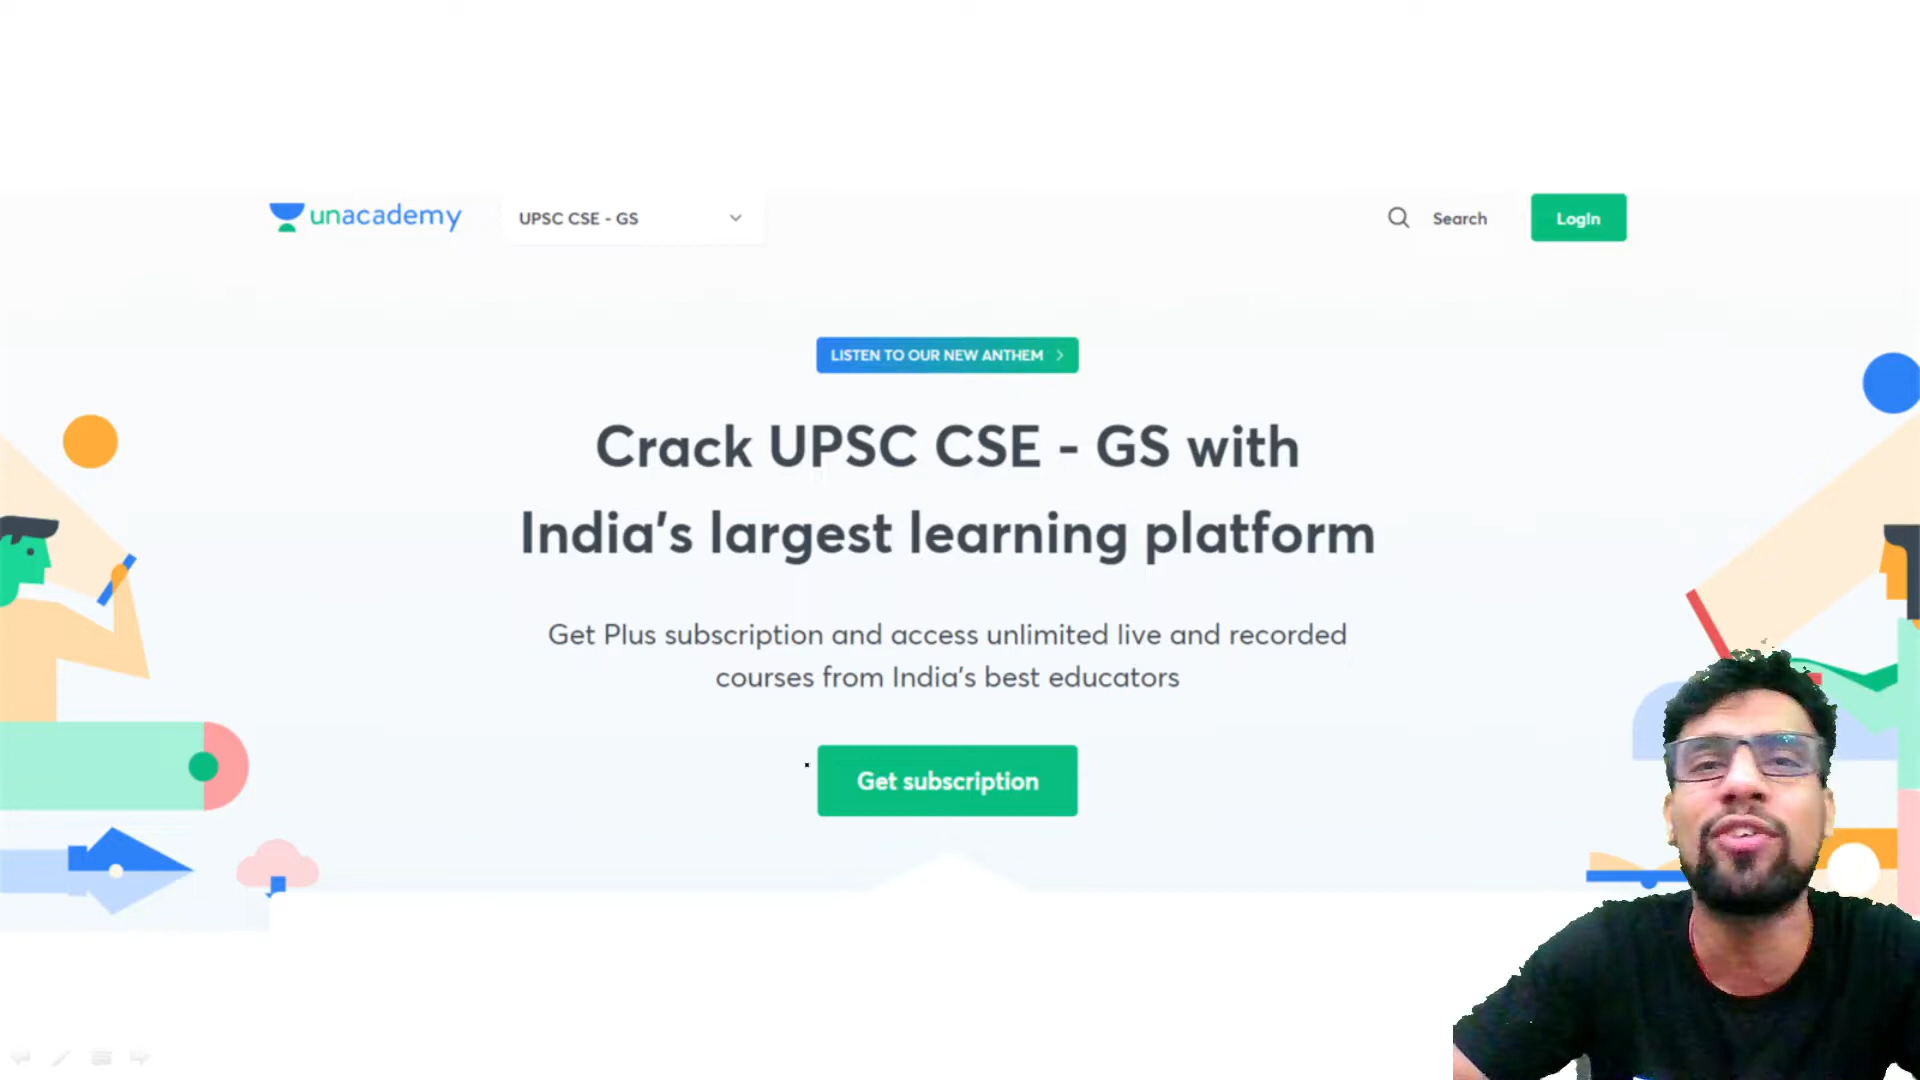 unacademy
UPSC CSE - GS
Search
LogIn
LISTEN TO OUR NEW ANTHEM
Crack UPSC CSE - GS with
India's largest learning platform
Get Plus subscription and access unlimited live and recorded
courses from India's best educators
Get subscription